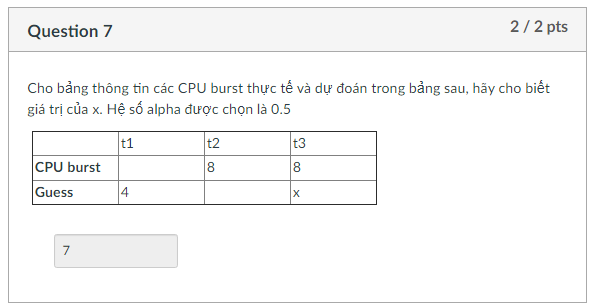 Question 7
2 / 2 pts
Cho bảng thông tin các CPU burst thực tế và dự đoán trong bảng sau, hãy cho biết
giá trị của x. Hệ số alpha được chọn là 0.5
t1 t2 t3
CPU burst 8 8
Guess 4 x
7